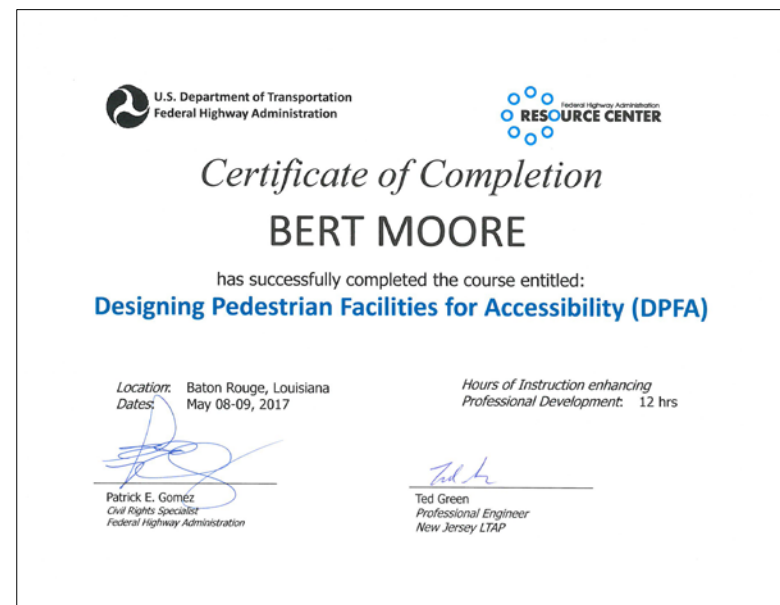 U.S. Department of Transportation
Federal Highway Administration
Federal Highway Administration
RESOURCE CENTER
Certificate of Completion
BERT MOORE
has successfully completed the course entitled:
Designing Pedestrian Facilities for Accessibility (DPFA)
Location: Baton Rouge, Louisiana
Dates: May 08-09, 2017
Hours of Instruction enhancing
Professional Development: 12 hrs
Patrick E. Gomez
Civil Rights Specialist
Federal Highway Administration
Ted Green
Professional Engineer
New Jersey LTAP